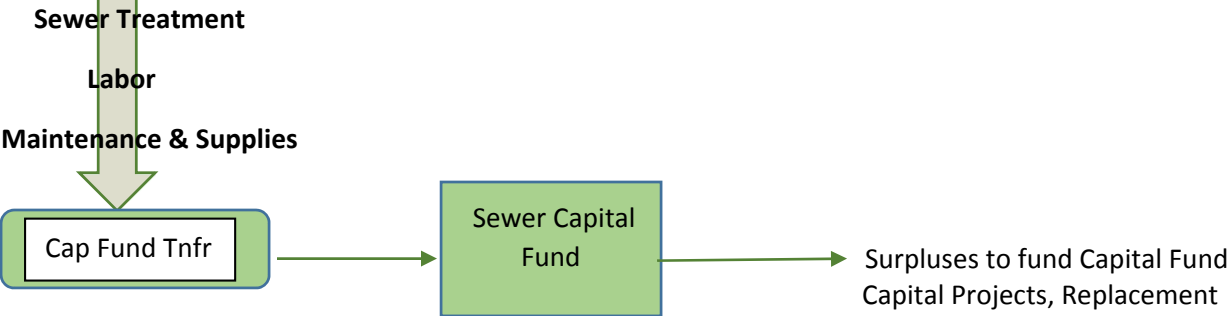 Sewer Treatment
Labor
Maintenance & Supplies
Cap Fund Tnfr
Sewer Capital
Fund
Surpluses to fund Capital Fund
Capital Projects, Replacement